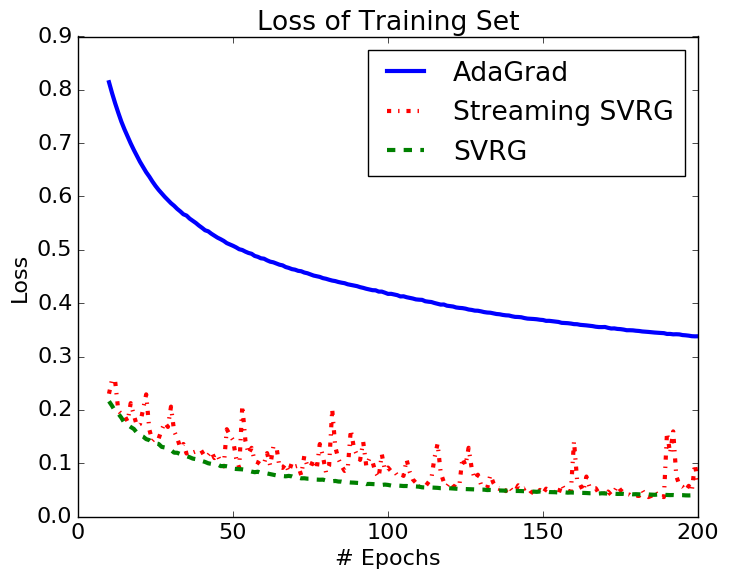 Loss of Training Set
0.9
0.8
0.7
0.6
0.5
0.4
0.3
0.2
0.1
0.0
Loss
AdaGrad
Streaming SVRG
SVRG
0 50 100 150 200
# Epochs